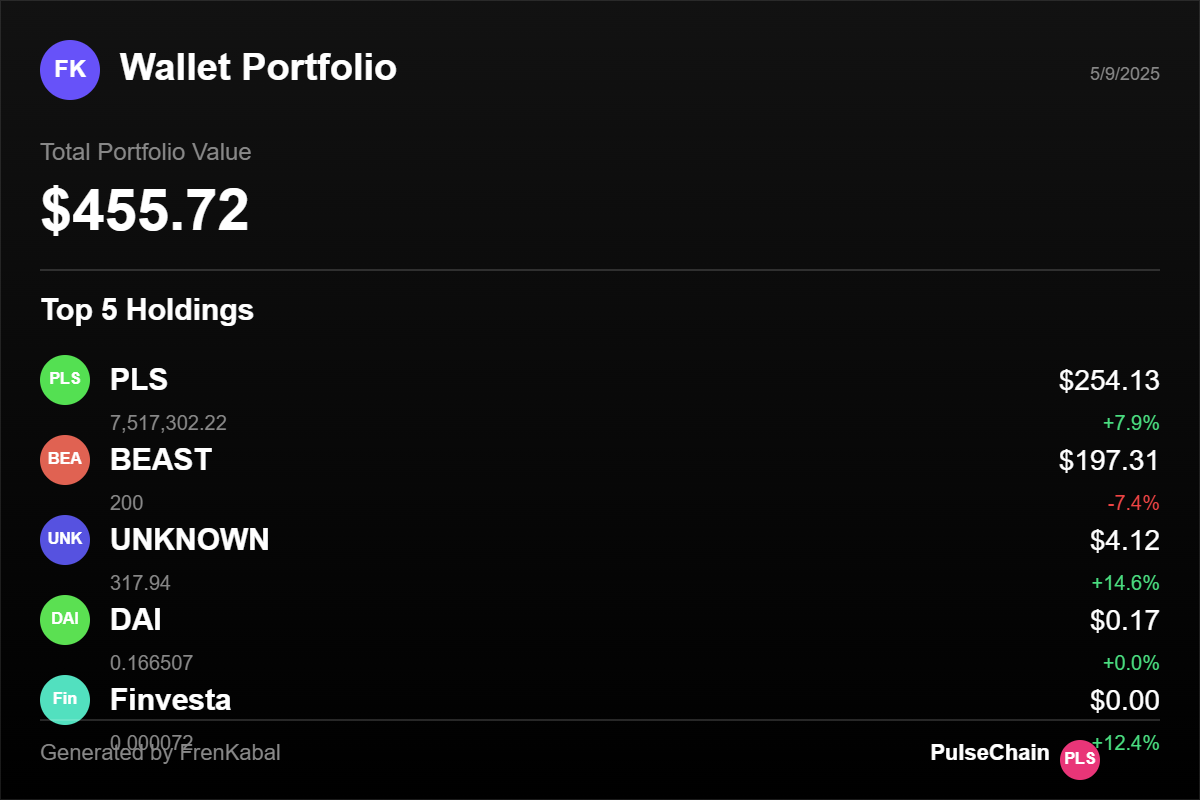 FK Wallet Portfolio 5/9/2025
Total Portfolio Value
$455.72
Top 5 Holdings
PLS PLS $254.13
7,517,302.22 +7.9%
BEA BEAST $197.31
200 -7.4%
UNK UNKNOWN $4.12
317.94 +14.6%
DAI DAI $0.17
0.166507 +0.0%
Fin Finvesta $0.00
0.000072 +12.4%
Generated by FrenKabal PulseChain PLS